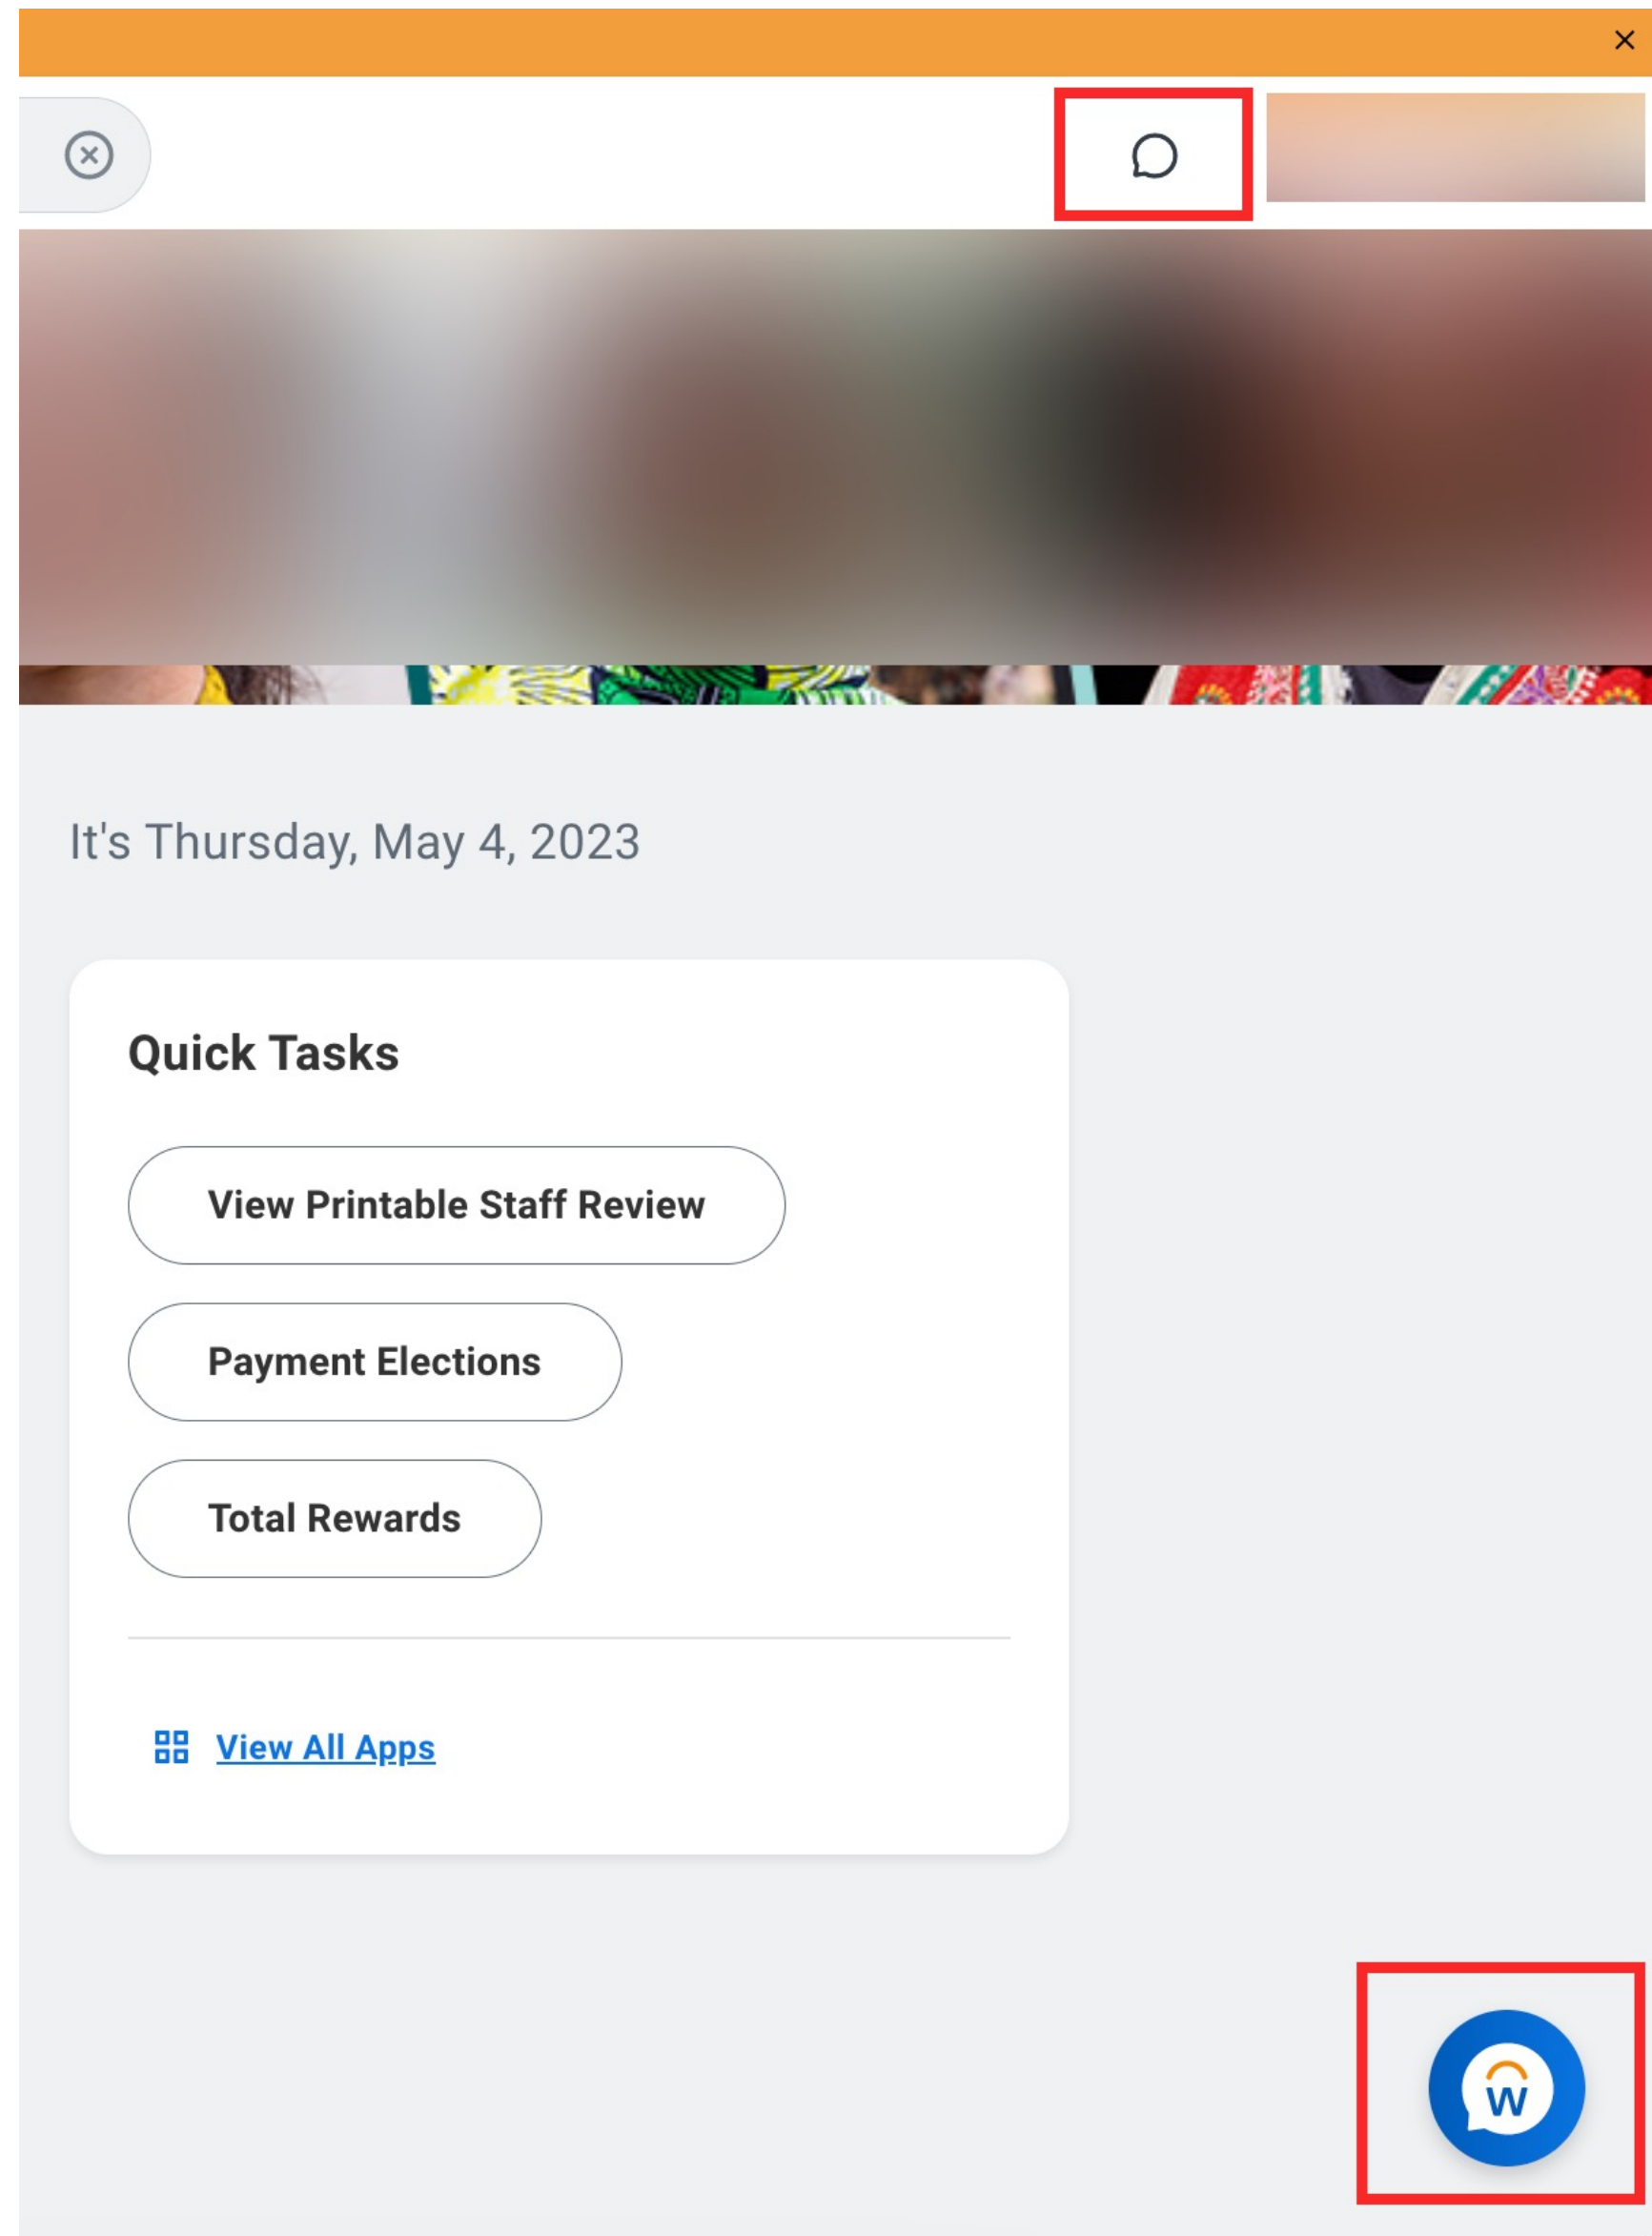 It's Thursday, May 4, 2023
Quick Tasks
View Printable Staff Review
Payment Elections
Total Rewards
View All Apps
W